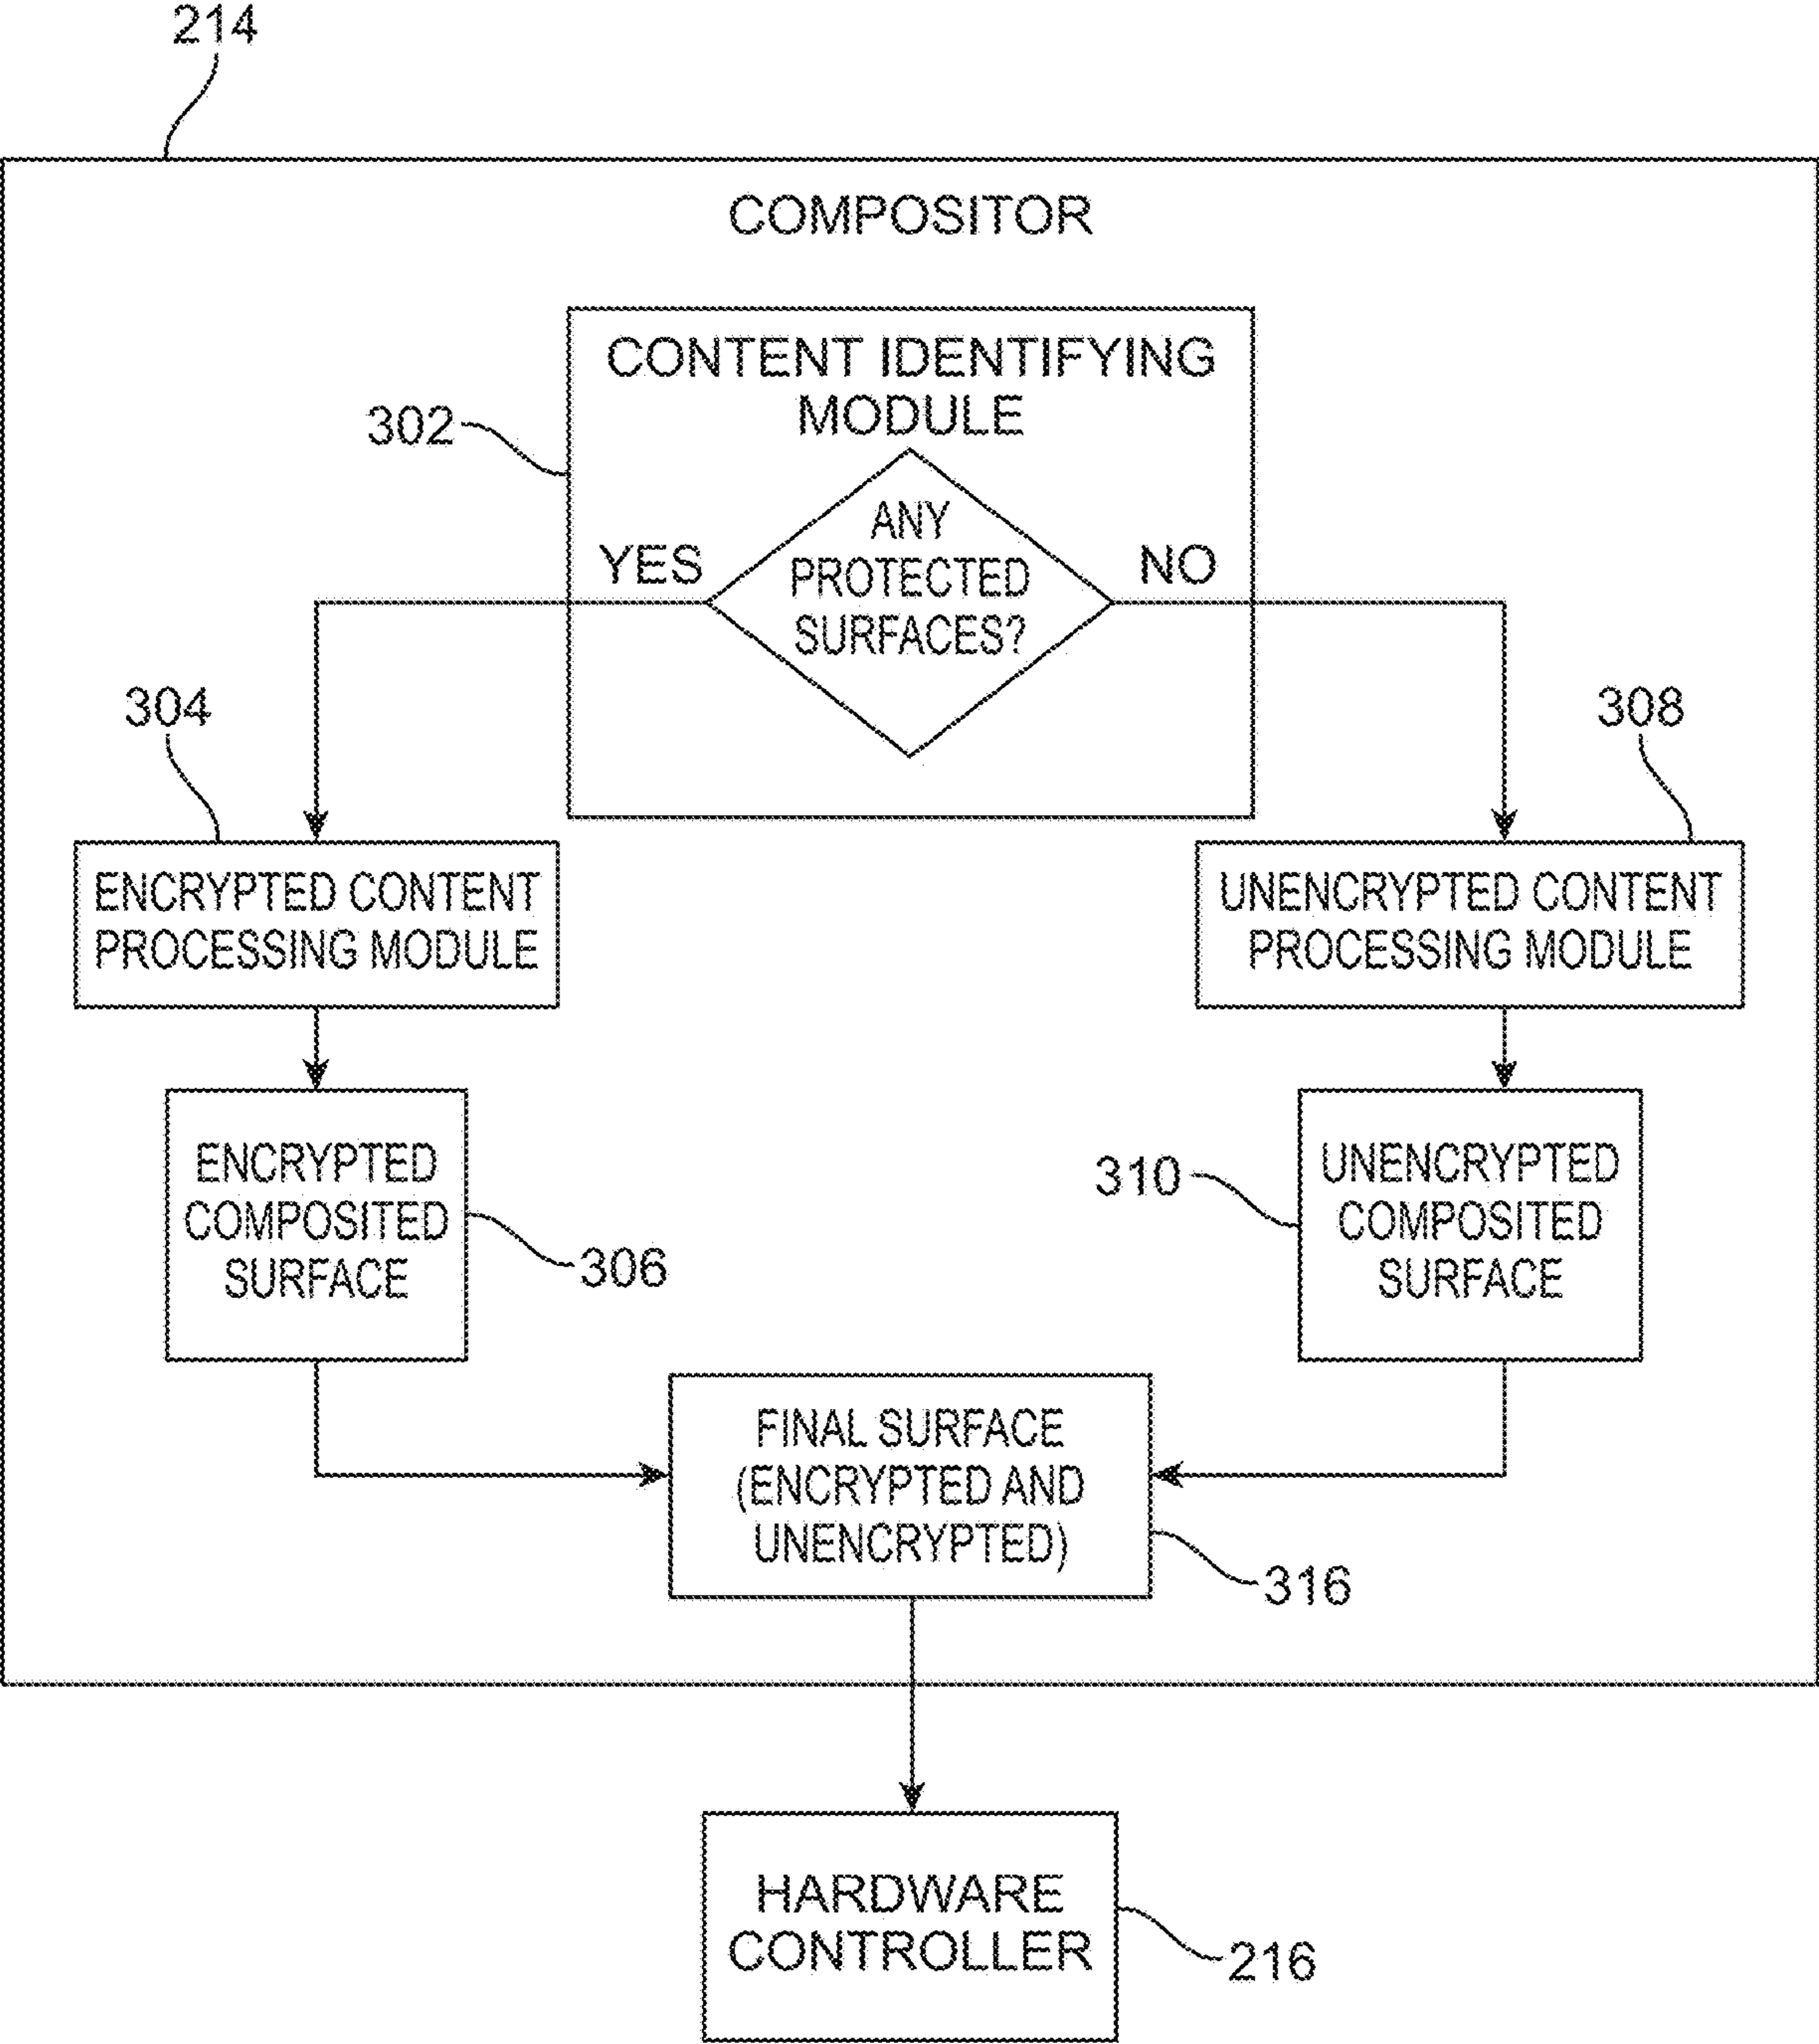 214
COMPOSITOR
CONTENT IDENTIFYING
MODULE
302
ANY
PROTECTED
SURFACES?
YES
NO
304
308
ENCRYPTED CONTENT
PROCESSING MODULE
UNENCRYPTED CONTENT
PROCESSING MODULE
ENCRYPTED
COMPOSITED
SURFACE
306
310
UNENCRYPTED
COMPOSITED
SURFACE
FINAL SURFACE
(ENCRYPTED AND
UNENCRYPTED)
316
HARDWARE
CONTROLLER
216